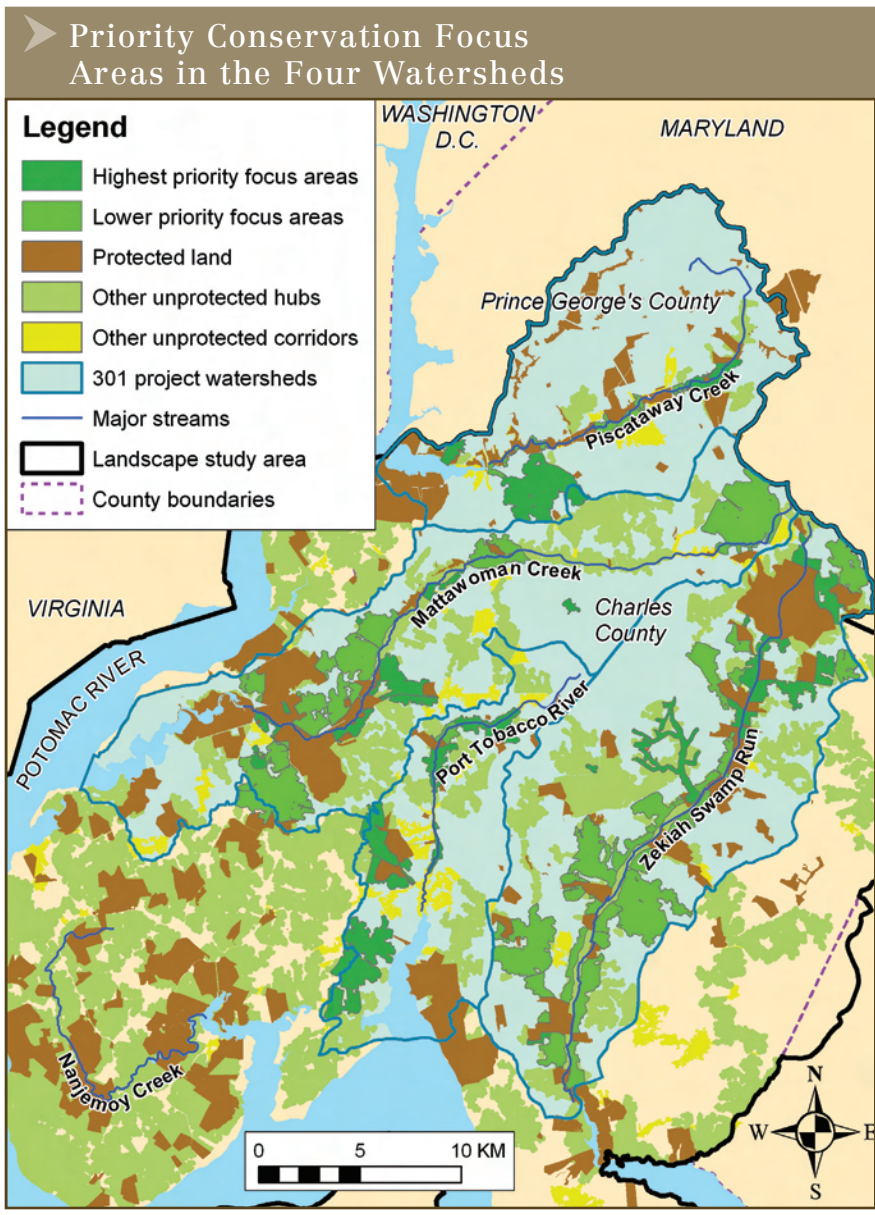 Priority Conservation Focus
Areas in the Four Watersheds
Legend
Highest priority focus areas
Lower priority focus areas
Protected land
Other unprotected hubs
Other unprotected corridors
301 project watersheds
Major streams
Landscape study area
County boundaries
WASHINGTON
D.C.
MARYLAND
Prince George's County
Piscataway Creek
VIRGINIA
Mattawoman Creek
Charles
County
POTOMAC RIVER
Port Tobacco River
Zekiah Swamp Run
Nanjemoy Creek
0 10 KM
N
W E
S